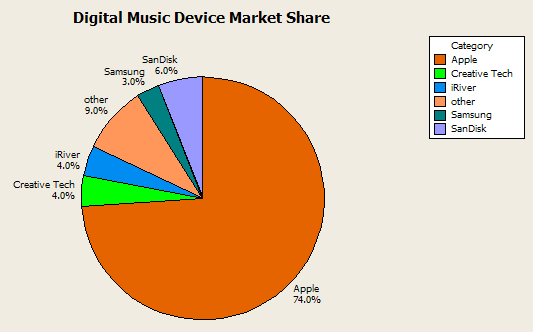 Digital Music Device Market Share
SanDisk
6.0%
Samsung
3.0%
other
9.0%
iRiver
4.0%
Creative Tech
4.0%
Apple
74.0%
Category
Apple
Creative Tech
iRiver
other
Samsung
SanDisk